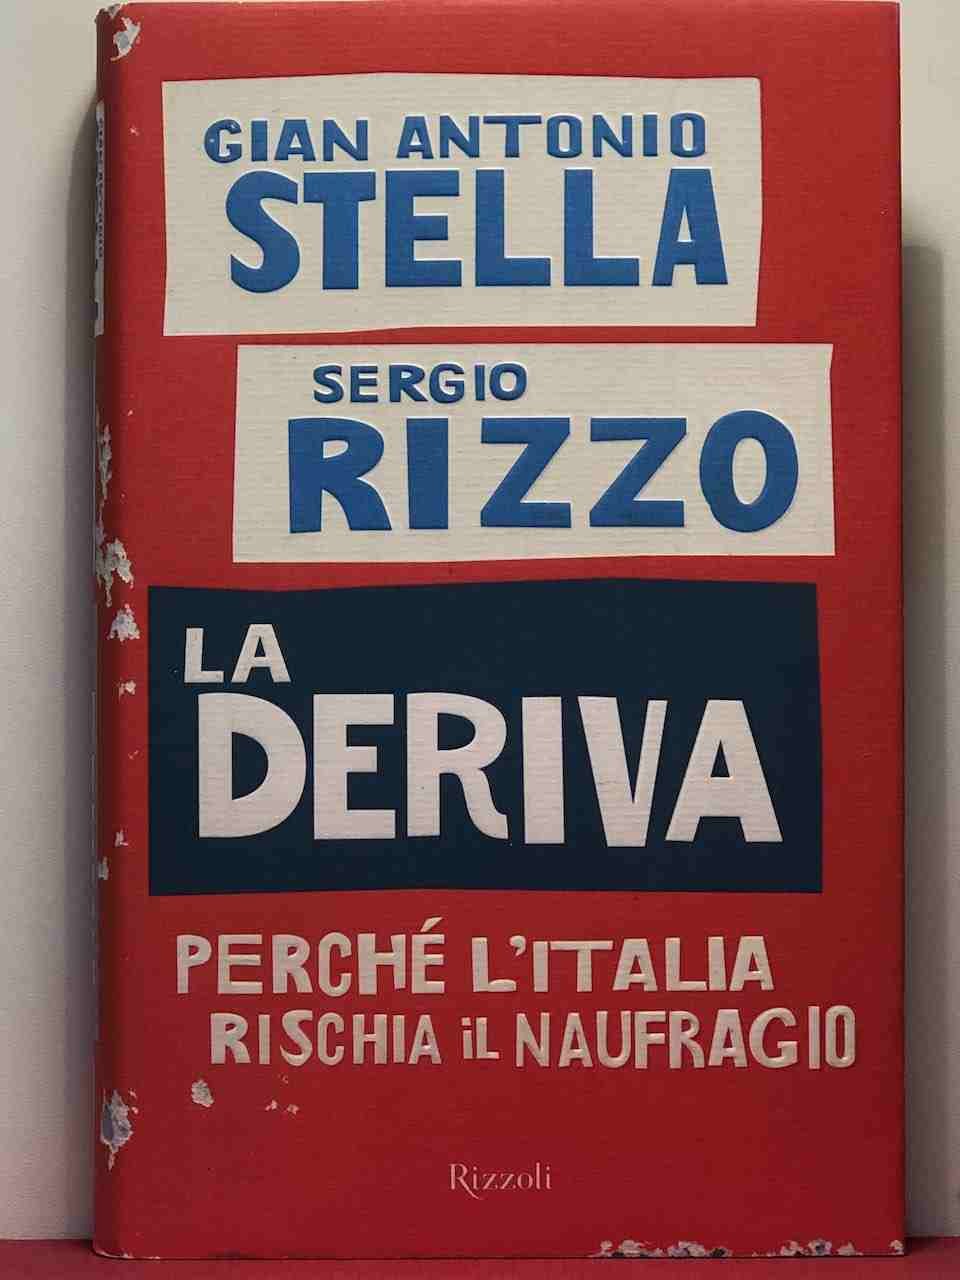 GIAN ANTONIO
STELLA
SERGIO
RIZZO
LA
DERIVA
PERCHÉ L'ITALIA
RISCHIA iL NAUFRAGIO
Rizzoli